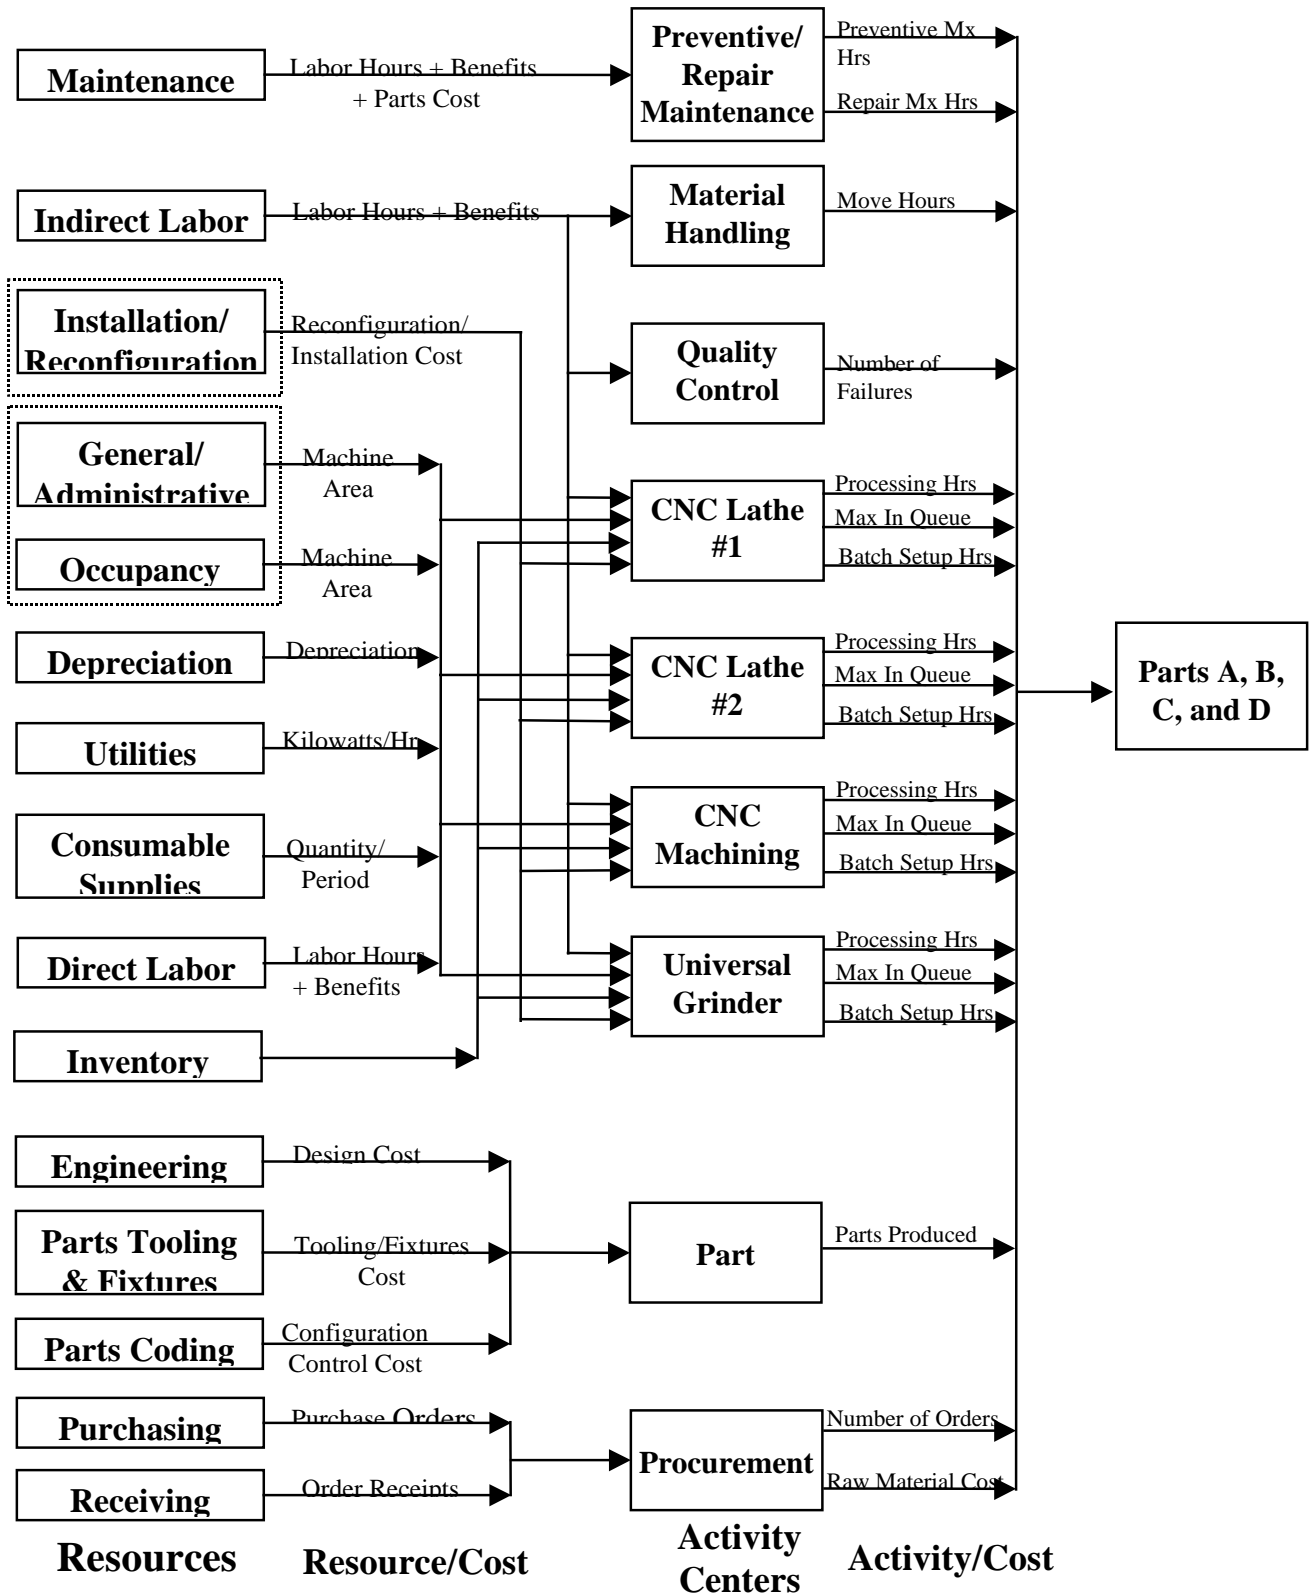 Maintenance
Labor Hours + Benefits
+ Parts Cost
Preventive/
Repair
Maintenance
Preventive Mx
Hrs
Repair Mx Hrs
Indirect Labor
Labor Hours + Benefits
Material
Handling
Move Hours
Installation/
Reconfiguration
Reconfiguration/
Installation Cost
Quality
Control
Number of
Failures
General/
Administrative
Machine
Area
Occupancy
Machine
Area
CNC Lathe
#1
Processing Hrs
Max In Queue
Batch Setup Hrs
Depreciation
Depreciation
CNC Lathe
#2
Processing Hrs
Max In Queue
Batch Setup Hrs
Parts A, B,
C, and D
Utilities
Kilowatts/Hr
Consumable
Supplies
Quantity/
Period
CNC
Machining
Processing Hrs
Max In Queue
Batch Setup Hrs
Direct Labor
Labor Hours
+ Benefits
Universal
Grinder
Processing Hrs
Max In Queue
Batch Setup Hrs
Inventory
Engineering
Design Cost
Parts Tooling
& Fixtures
Tooling/Fixtures
Cost
Part
Parts Produced
Parts Coding
Configuration
Control Cost
Purchasing
Purchase Orders
Procurement
Number of Orders
Raw Material Cost
Receiving
Order Receipts
Resources
Resource/Cost
Activity
Centers
Activity/Cost